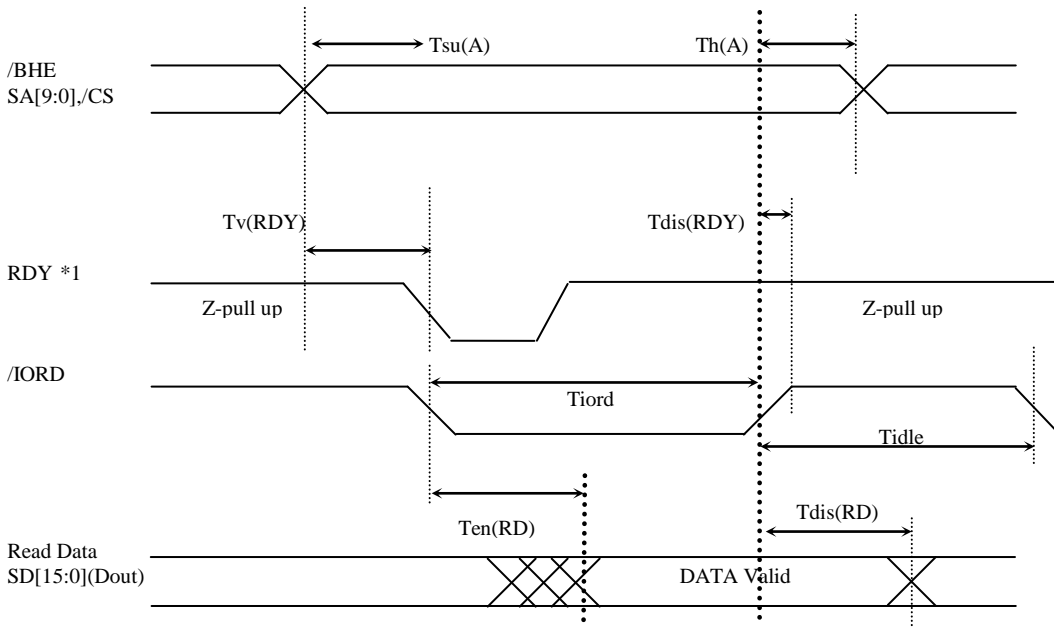 Tsu(A) Th(A)
/BHE
SA[9:0],/CS
Tv(RDY) Tdis(RDY)
RDY *1
Z-pull up Z-pull up
/IORD
Tiord
Tidle
Ten(RD) Tdis(RD)
Read Data
SD[15:0](Dout) DATA Valid